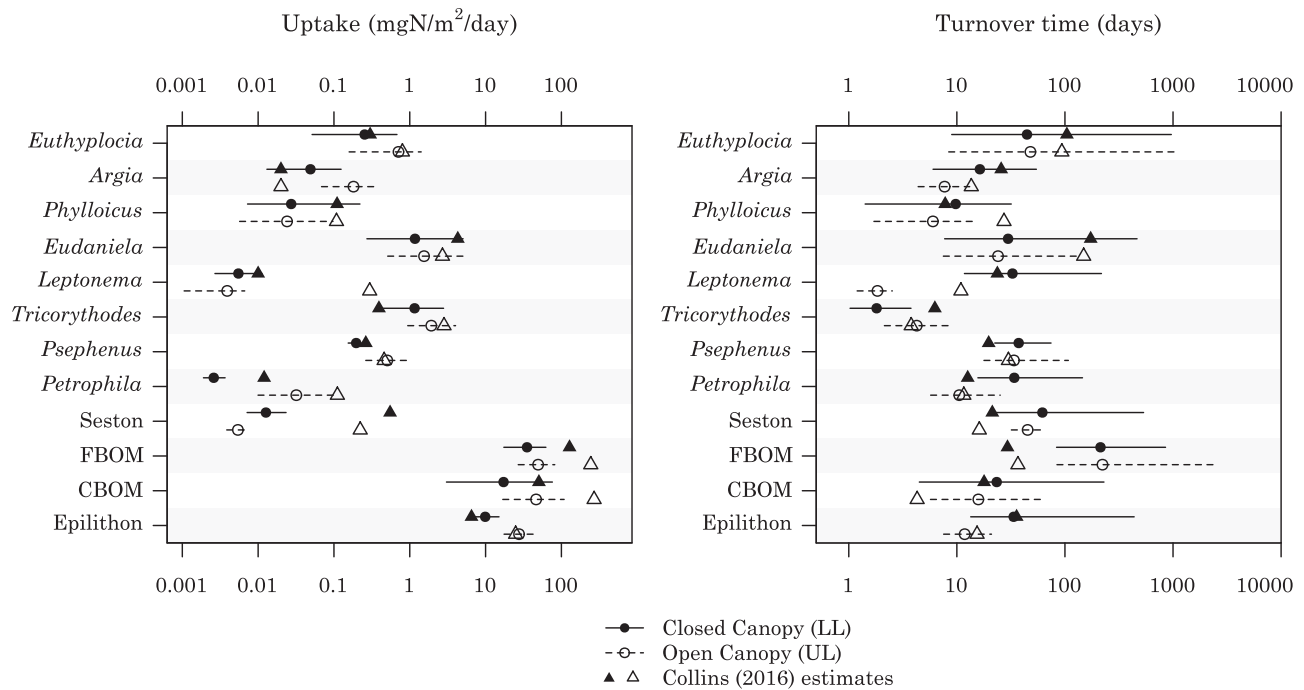 Uptake (mgN/m²/day) Turnover time (days)
0.001 0.01 0.1 1 10 100 1 10 100 1000 10000
Euthyplocia Euthyplocia
Argia Argia
Phylloicus Phylloicus
Eudaniela Eudaniela
Leptonema Leptonema
Tricorythodes Tricorythodes
Psephenus Psephenus
Petrophila Petrophila
Seston Seston
FBOM FBOM
CBOM CBOM
Epilithon Epilithon
0.001 0.01 0.1 1 10 100 1 10 100 1000 10000
Closed Canopy (LL)
Open Canopy (UL)
Collins (2016) estimates